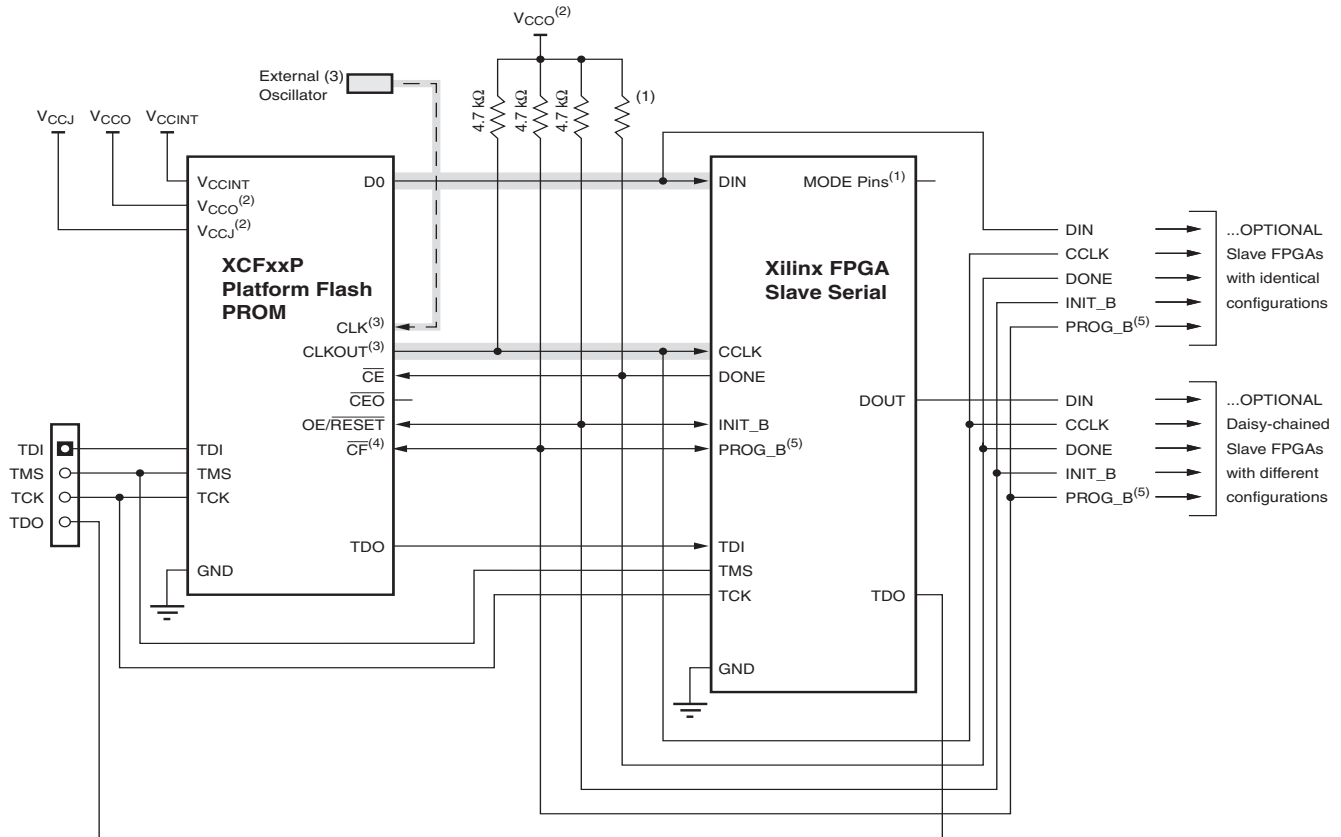 VCCO(2)
External (3)
Oscillator
4.7 kΩ
4.7 kΩ
4.7 kΩ
(1)
VCCJ VCCO VCCINT
VCCINT
VCCO(2)
VCCJ(2)
D0
XCFxxP
Platform Flash
PROM
CLK(3)
CLKOUT(3)
CE
CEO
OE/RESET
CF(4)
TDI
TMS
TCK
TDO
GND
TDI
TMS
TCK
TDO
DIN
MODE Pins(1)
Xilinx FPGA
Slave Serial
CCLK
DONE
DOUT
INIT_B
PROG_B(5)
TDI
TMS
TCK
TDO
GND
DIN
CCLK
DONE
INIT_B
PROG_B(5)
...OPTIONAL
Slave FPGAs
with identical
configurations
DIN
CCLK
DONE
INIT_B
PROG_B(5)
...OPTIONAL
Daisy-chained
Slave FPGAs
with different
configurations